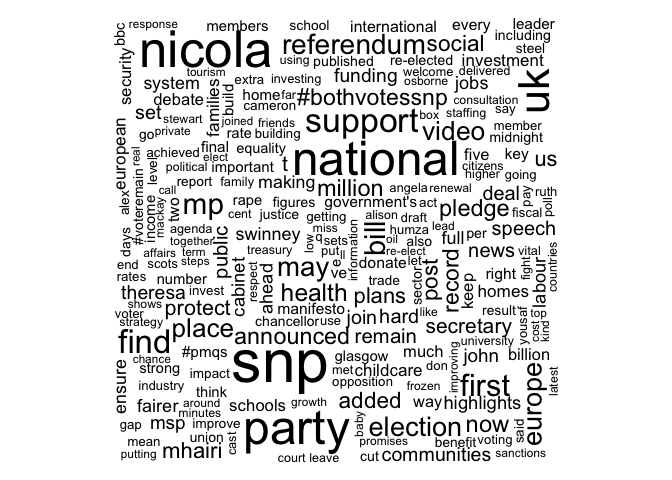 bbc response members school international every leader
nicola referendum social including
steel
security using published re-elected investment uk
tourism
system extra investing funding welcome delivered
osborne jobs
debate families build home far #bothvotessnp consultation
cameron
set stewart joined friends support box staffing say
european go private rate building video member
midnight
achieved final equality t national five key us
real elect
political important citizens
level higher going
report family making million angela renewal
alex #voteremain call deal pay ruth
income mackay two mp rape figures government's act pledge fiscal poll
cent justice getting alison draft
days agenda public swinney miss bill humza lead speech
together low q sets oil also full per
affairs term treasury put information re-elect news vital fight countries
end scots steps cabinet respect ahead may e ll ve donate let post record right labour
rates number trade sector keep
theresa invest health plans homes
shows protect manifesto result yousaf cost top
voter
strategy place chancellor use join hard like secretary kind
find announced remain university
#pmqs snp glasgow much john billion
chance met childcare don improving
strong impact opposition frozen first europe latest
ensure industry think
fairer around schools growth added way highlights
minutes
gap msp improve party baby election now said
mean union cast promises benefit voting
putting mhairi court leave cut communities sanctions